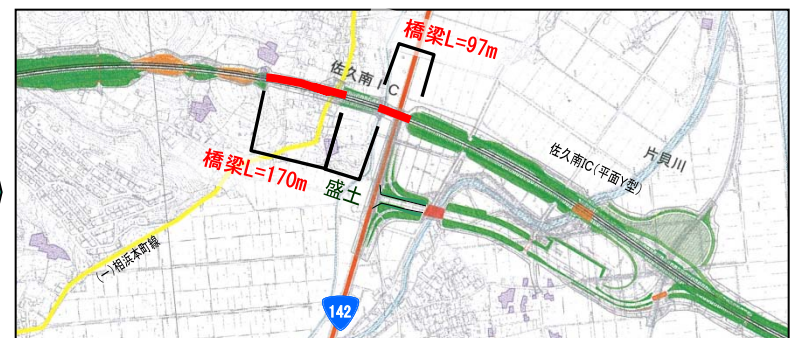 橋梁L=97m
佐久南IC
佐久南IC(平面Y型)
片貝川
橋梁L=170m
盛土
(一)相浜本町線
142